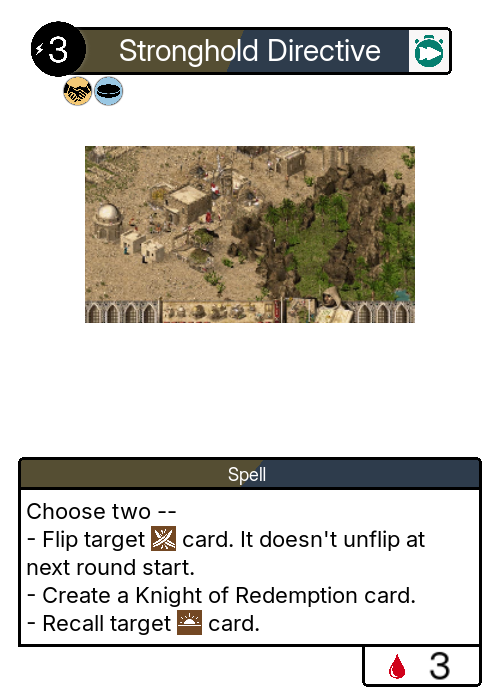 3
Stronghold Directive
Spell
Choose two --
- Flip target card. It doesn't unflip at
next round start.
- Create a Knight of Redemption card.
- Recall target card.
3